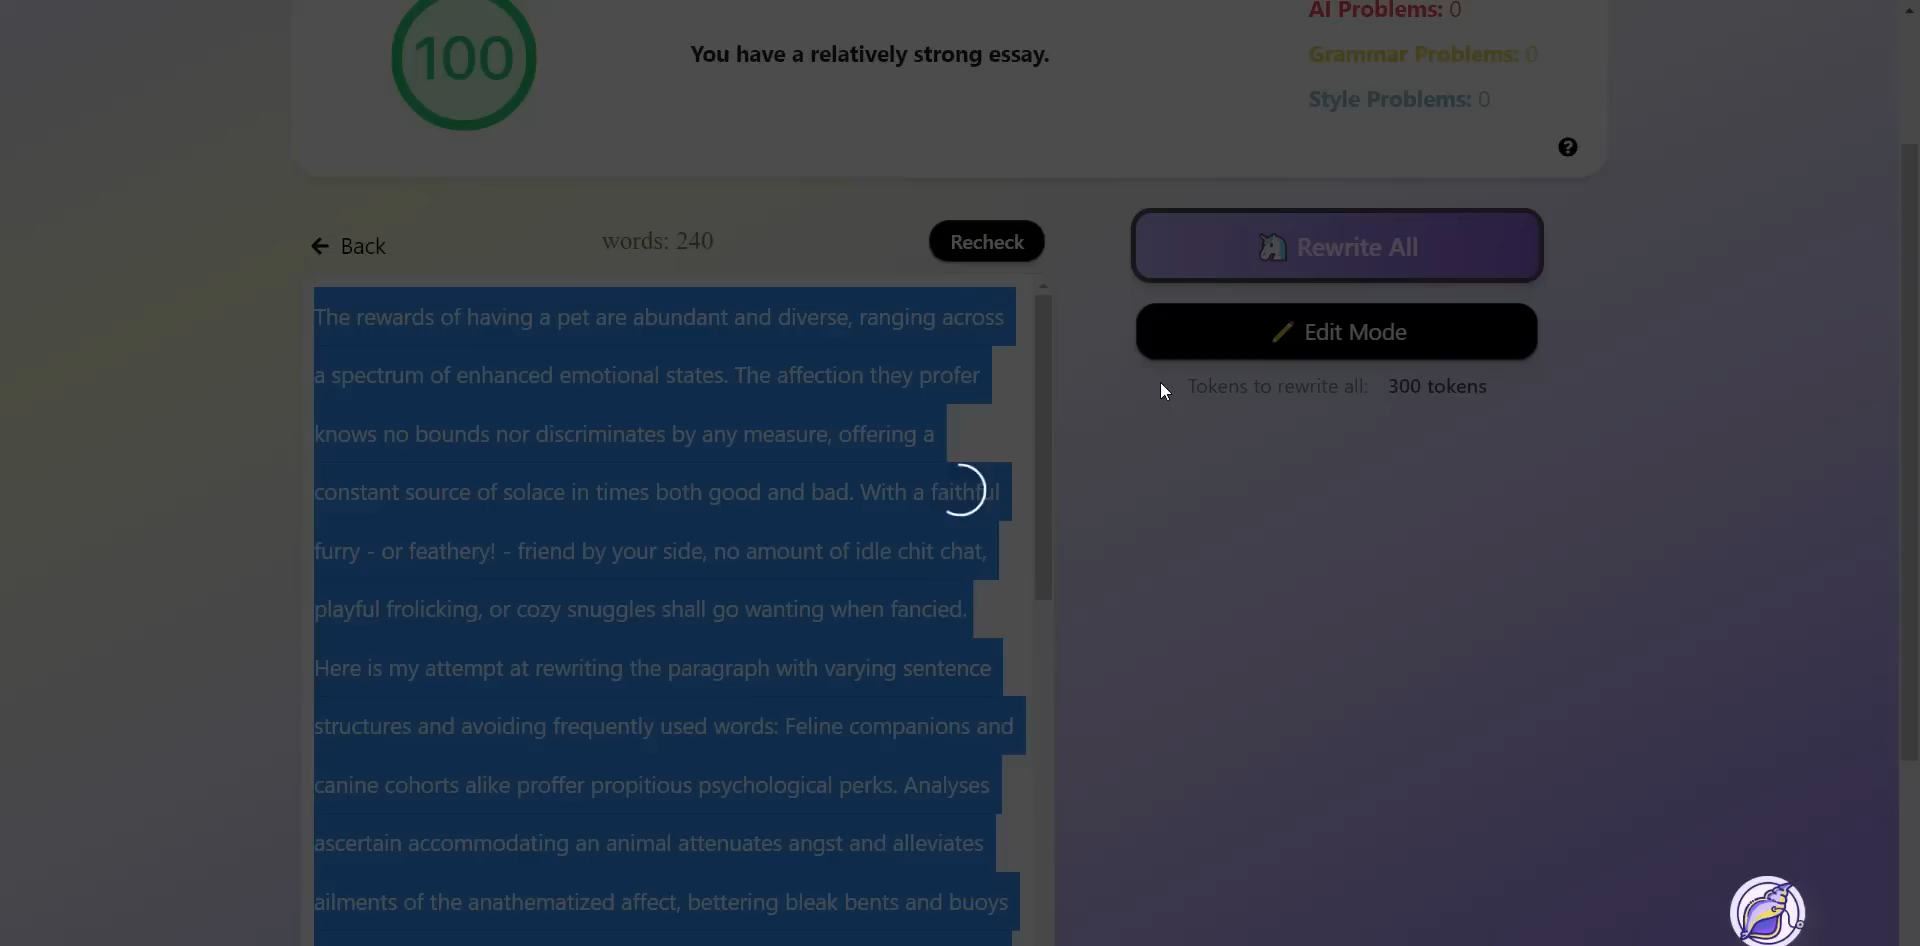 100
You have a relatively strong essay.
AI Problems: 0
Grammar Problems: 0
Style Problems: 0
?
Back
words: 240
Recheck
Rewrite All
The rewards of having a pet are abundant and diverse, ranging across
a spectrum of enhanced emotional states. The affection they profer
knows no bounds nor discriminates by any measure, offering a
constant source of solace in times both good and bad. With a faithful
furry - or feathery! - friend by your side, no amount of idle chit chat,
playful frolicking, or cozy snuggles shall go wanting when fancied.
Here is my attempt at rewriting the paragraph with varying sentence
structures and avoiding frequently used words: Feline companions and
canine cohorts alike proffer propitious psychological perks. Analyses
ascertain accommodating an animal attenuates angst and alleviates
ailments of the anathematized affect, bettering bleak bents and buoys
Edit Mode
Tokens to rewrite all: 300 tokens